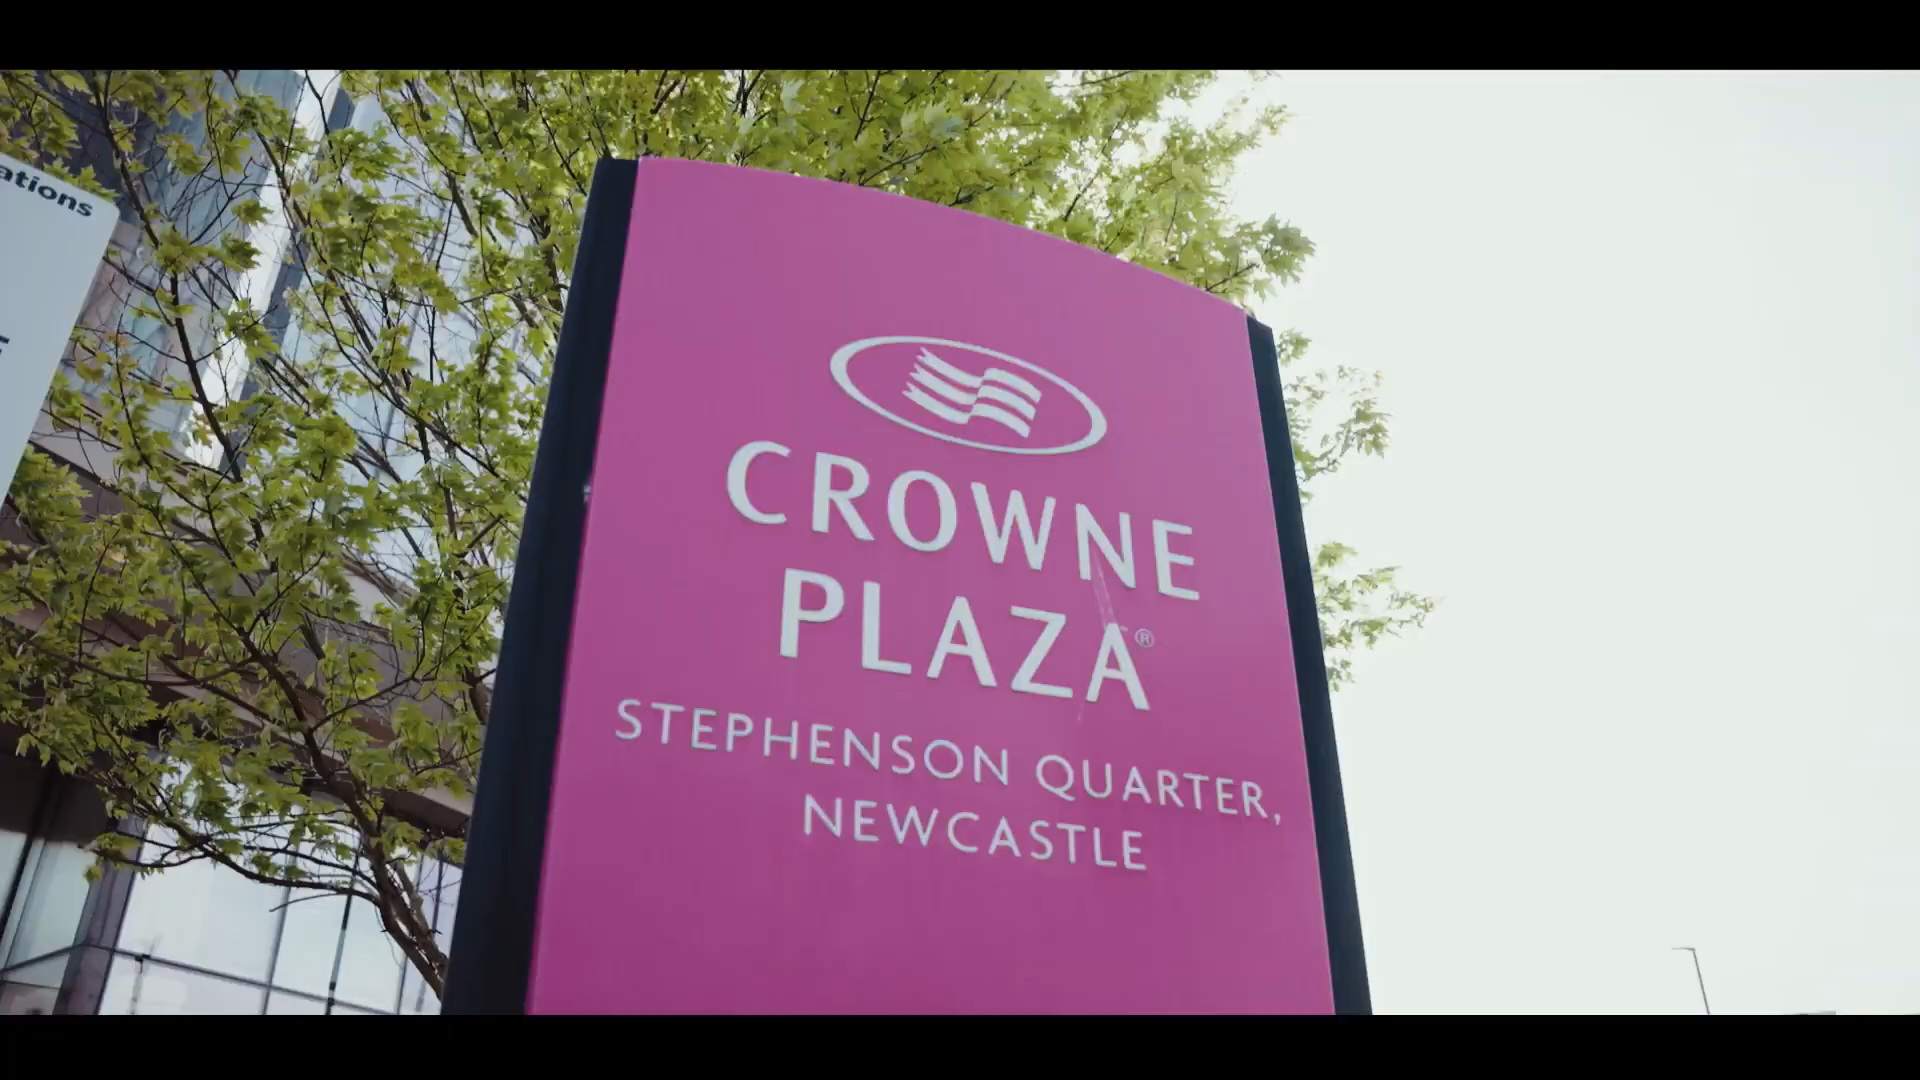 ations
CROWNE
PLAZA®
STEPHENSON QUARTER,
NEWCASTLE